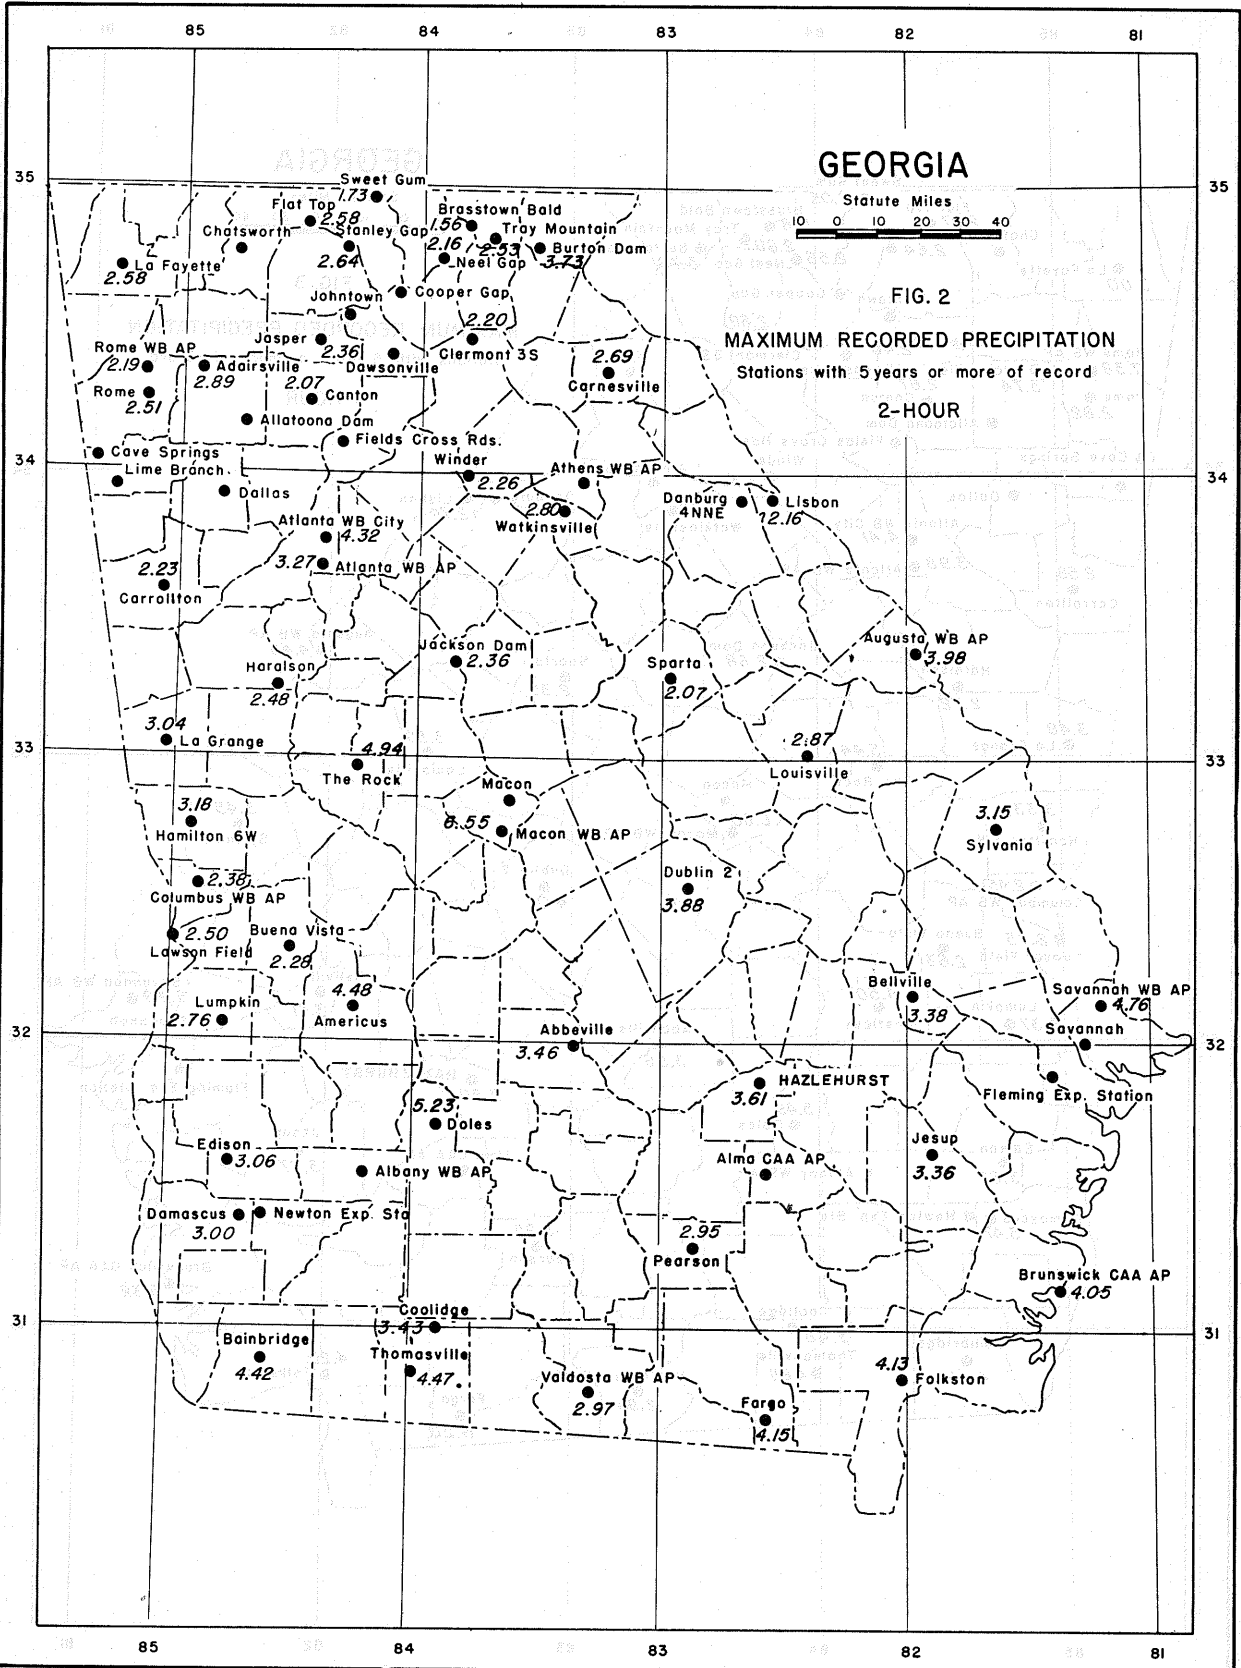 85 84 83 82 81
GEORGIA
Statute Miles
10 0 10 20 30 40
FIG. 2
MAXIMUM RECORDED PRECIPITATION
Stations with 5 years or more of record
2-HOUR
35 35
Sweet Gum
1.73
Flat Top
2.58
Brasstown Bald
1.56
Chatsworth
Stanley Gap
2.64
Tray Mountain
2.53
2.16
Neel Gap
Burton Dam
3.73
La Fayette
2.58
Cooper Gap
Johntown
2.20
Clermont 3S
Jasper
2.36
Dawsonville
Rome WB AP
2.19
Adairsville
2.89
2.69
Carnesville
Rome
2.51
2.07
Canton
Allatoona Dam
Fields Cross Rds.
34 34
Cave Springs
Lime Branch
Dallas
Winder
2.26
Athens WB AP
2.80
Watkinsville
Danburg
4NNE
Lisbon
2.16
Atlanta WB City
4.32
3.27
Atlanta WB AP
2.23
Carrollton
Jackson Dam
2.36
Augusta WB AP
3.98
Haralson
2.48
Sparta
2.07
33 33
3.04
La Grange
4.94
The Rock
2.87
Louisville
Macon
6.55
Macon WB AP
3.18
Hamilton 6W
3.15
Sylvania
2.38
Columbus WB AP
Dublin 2
3.88
2.50
Lawson Field
Buena Vista
2.28
Lumpkin
2.76
4.48
Americus
Bellville
3.38
Savannah WB AP
4.76
32 32
Abbeville
3.46
Savannah
HAZLEHURST
3.61
Fleming Exp. Station
5.23
Doles
Edison
3.06
Albany WB AP
Alma CAA AP
Jesup
3.36
Damascus
3.00
Newton Exp. Sta
2.95
Pearson
Brunswick CAA AP
4.05
31 31
Coolidge
3.43
Bainbridge
4.42
Thomasville
4.47
Valdosta WB AP
2.97
4.13
Folkston
Fargo
4.15
85 84 83 82 81